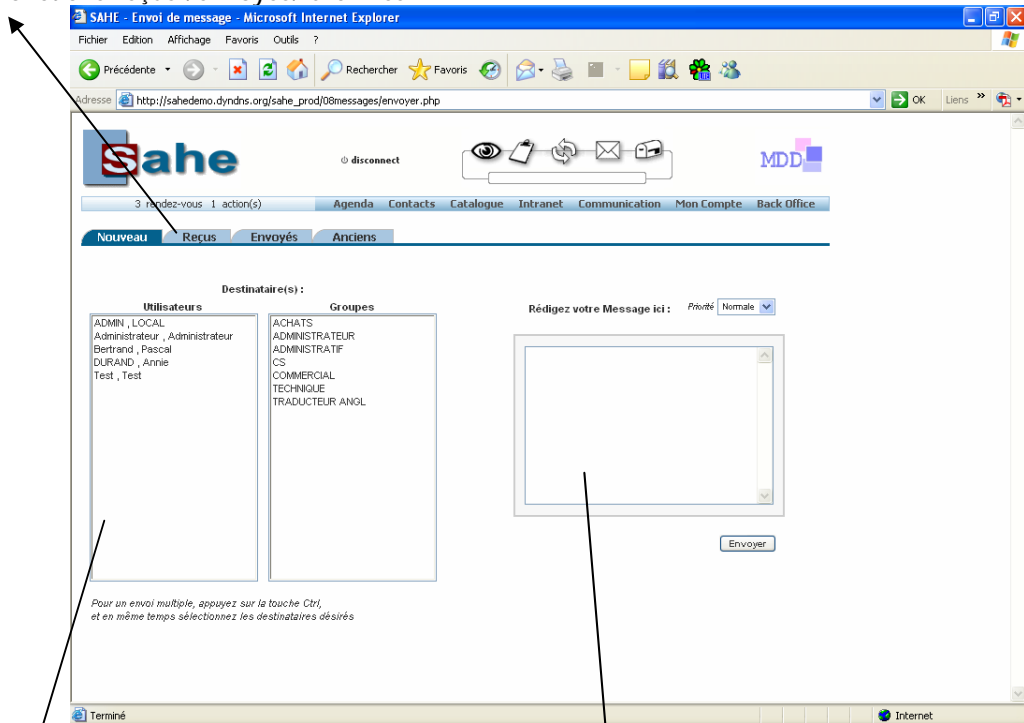 SAHE - Envoi de message - Microsoft Internet Explorer
Fichier Edition Affichage Favoris Outils ?
Précédente Rechercher Favoris
Adresse http://sahedemo.dyndns.org/sahe_prod/08messages/envoyer.php OK Liens »
Sahe disconnect MDD
3 rendez-vous 1 action(s) Agenda Contacts Catalogue Intranet Communication Mon Compte Back Office
Nouveau Reçus Envoyés Anciens
Destinataire(s) :
Utilisateurs Groupes
Rédigez votre Message ici : Priorité Normale
ADMIN , LOCAL
Administrateur , Administrateur
Bertrand , Pascal
DURAND , Annie
Test , Test
ACHATS
ADMINISTRATEUR
ADMINISTRATIF
CS
COMMERCIAL
TECHNIQUE
TRADUCTEUR ANGL
Envoyer
Pour un envoi multiple, appuyez sur la touche Ctrl,
et en même temps sélectionnez les destinataires désirés
Terminé Internet